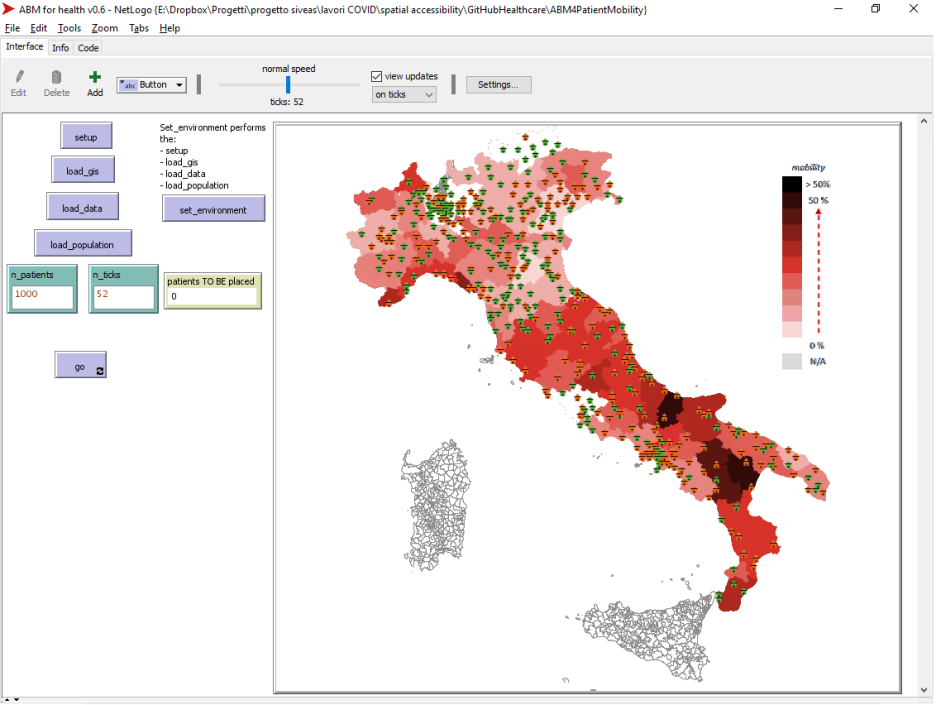 ABM for health v0.6 - NetLogo {E:\Dropbox\Progetti\progetto siveas\lavori COVID\spatial accessibility\GitHubHealthcare\ABM4PatientMobility}
File Edit Tools Zoom Tabs Help
Interface Info Code
Edit Delete Add
abc Button
normal speed
ticks: 52
view updates
on ticks
Settings...
setup
load_gis
load_data
load_population
Set_environment performs
the:
- setup
- load_gis
- load_data
- load_population
set_environment
n_patients
1000
n_ticks
52
patients TO BE placed
0
go
mobility
> 50%
50 %
0 %
N/A